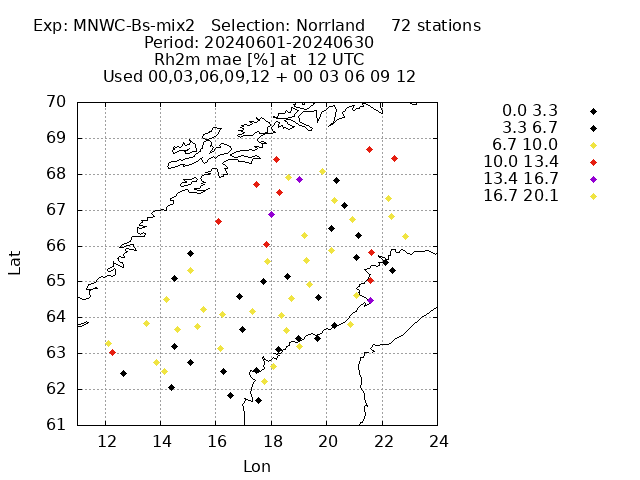 Exp: MNWC-Bs-mix2 Selection: Norrland 72 stations
Period: 20240601-20240630
Rh2m mae [%] at 12 UTC
Used 00,03,06,09,12 + 00 03 06 09 12
0.0 3.3
3.3 6.7
6.7 10.0
10.0 13.4
13.4 16.7
16.7 20.1
70
69
68
67
66
65
64
63
62
61
Lat
12 14 16 18 20 22 24
Lon